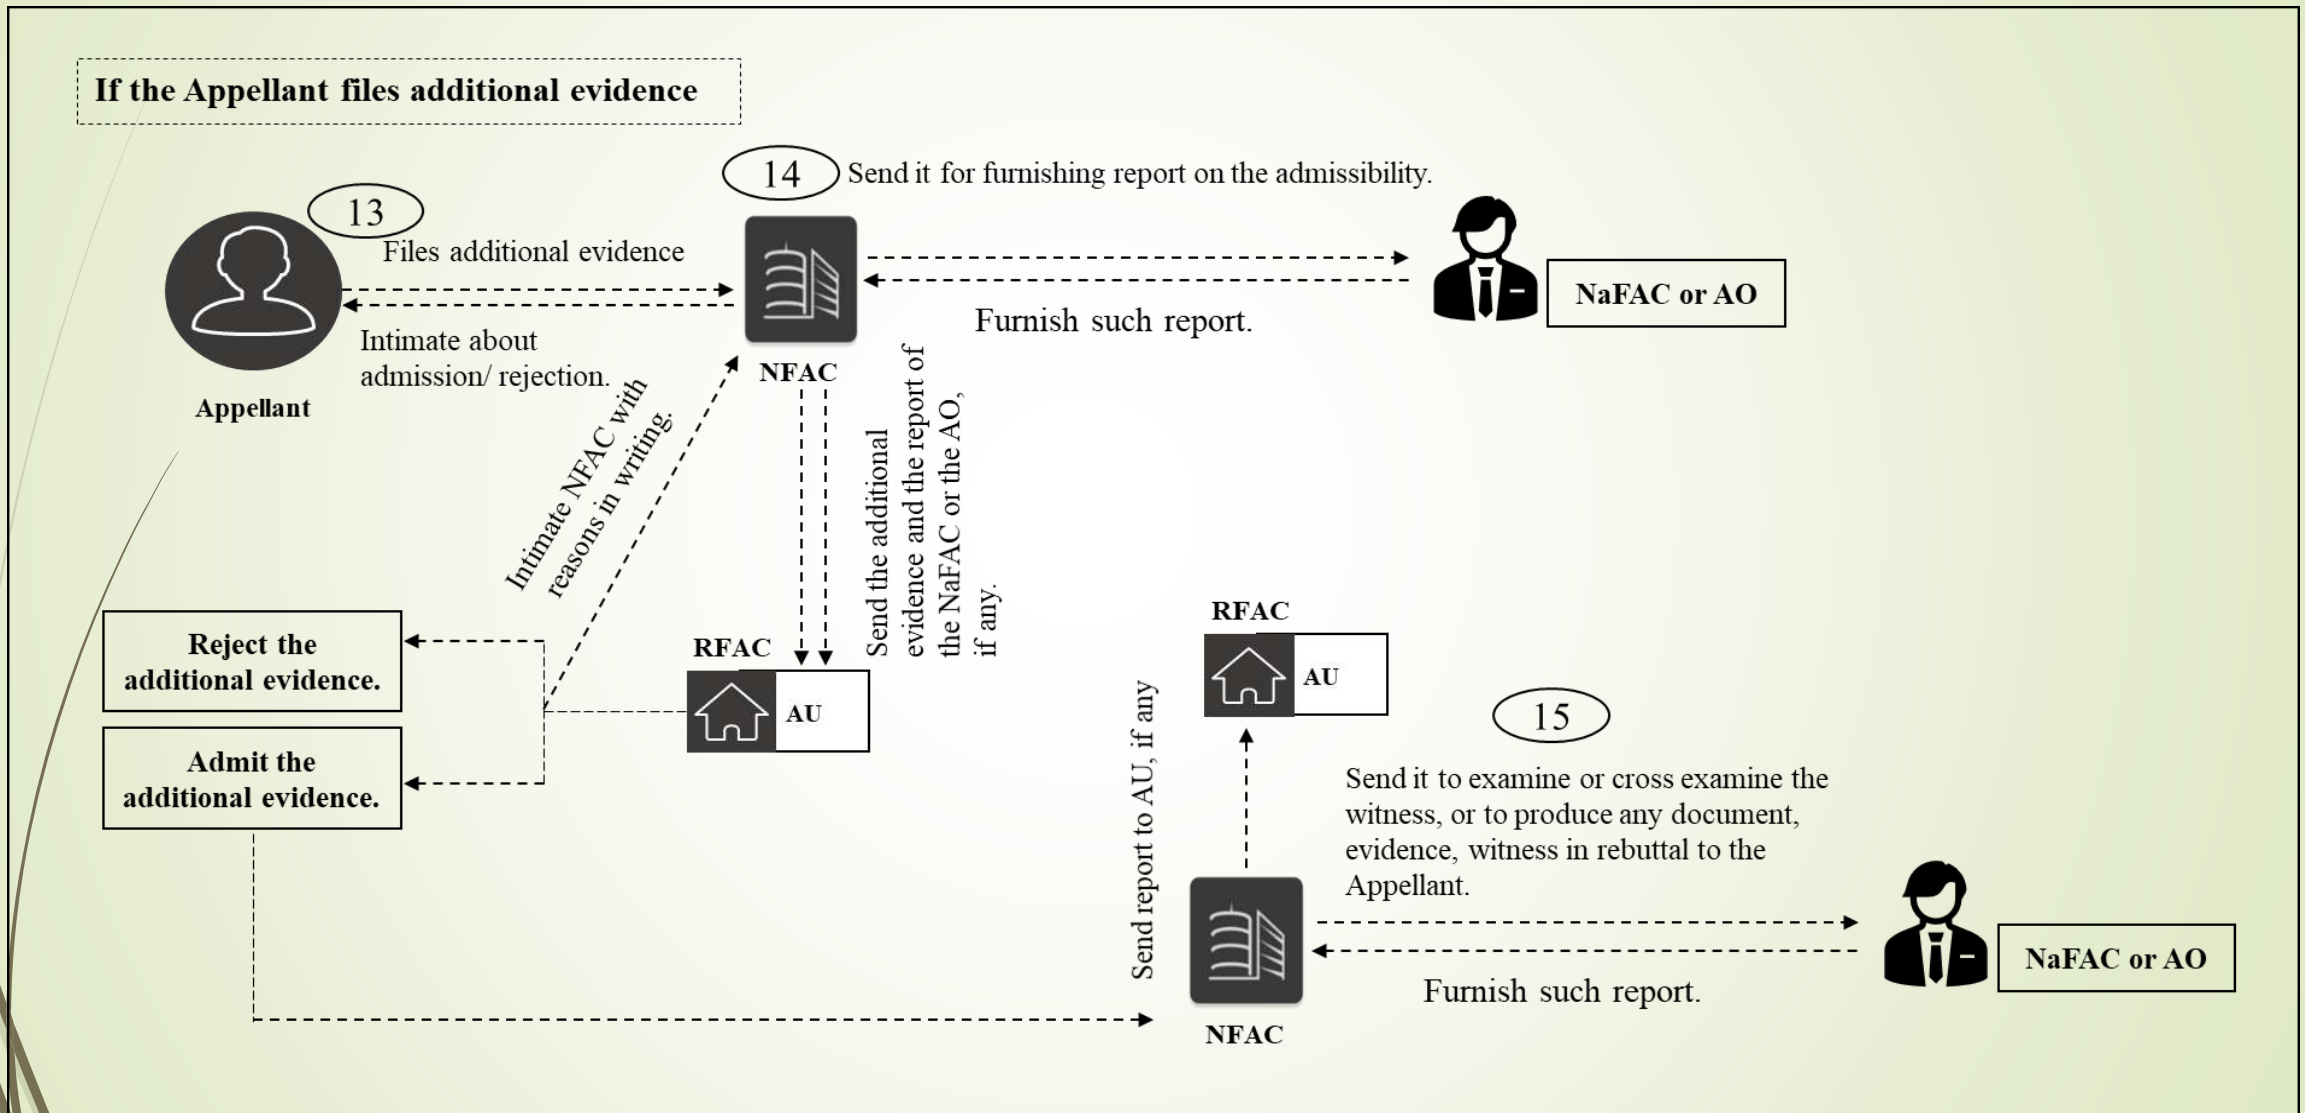 If the Appellant files additional evidence
14
Send it for furnishing report on the admissibility.
13
Files additional evidence
NaFAC or AO
Furnish such report.
Intimate about
admission/ rejection.
NFAC
Appellant
Intimate NFAC with
reasons in writing.
Send the additional
evidence and the report of
the NaFAC or the AO,
if any.
Reject the
additional evidence.
RFAC
AU
Admit the
additional evidence.
RFAC
AU
Send report to AU, if any
15
Send it to examine or cross examine the
witness, or to produce any document,
evidence, witness in rebuttal to the
Appellant.
NaFAC or AO
Furnish such report.
NFAC